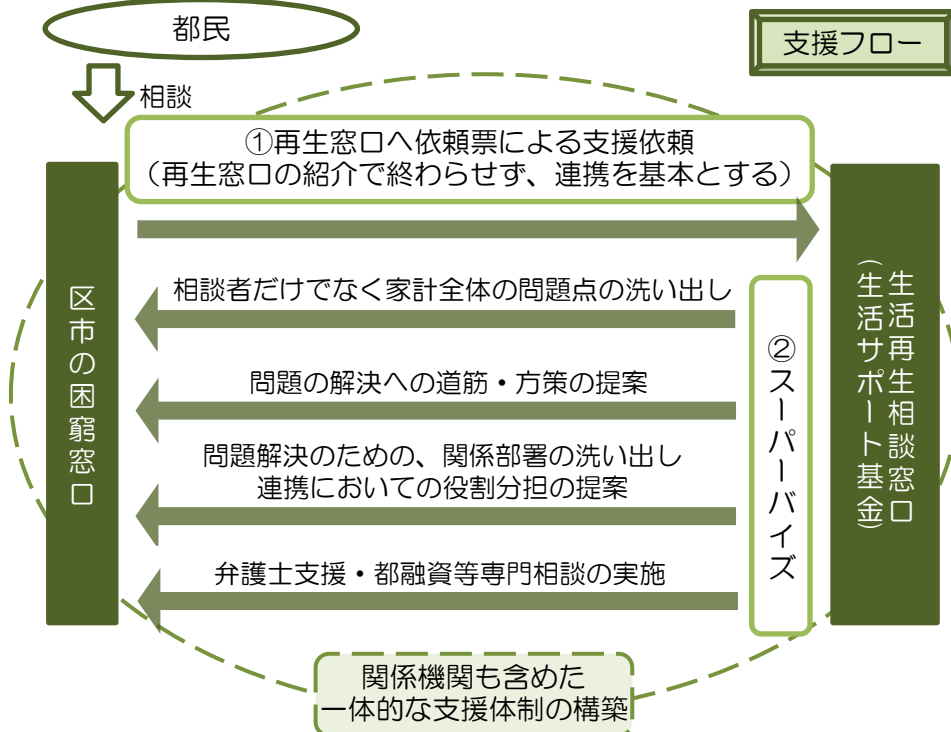 都民
支援フロー
相談
①再生窓口へ依頼票による支援依頼
（再生窓口の紹介で終わらせず、連携を基本とする）
区市の困窮窓口
相談者だけでなく家計全体の問題点の洗い出し
問題の解決への道筋・方策の提案
問題解決のための、関係部署の洗い出し
連携においての役割分担の提案
弁護士支援・都融資等専門相談の実施
②スーパーバイズ
生活再生相談窓口
（生活サポート基金）
関係機関も含めた
一体的な支援体制の構築